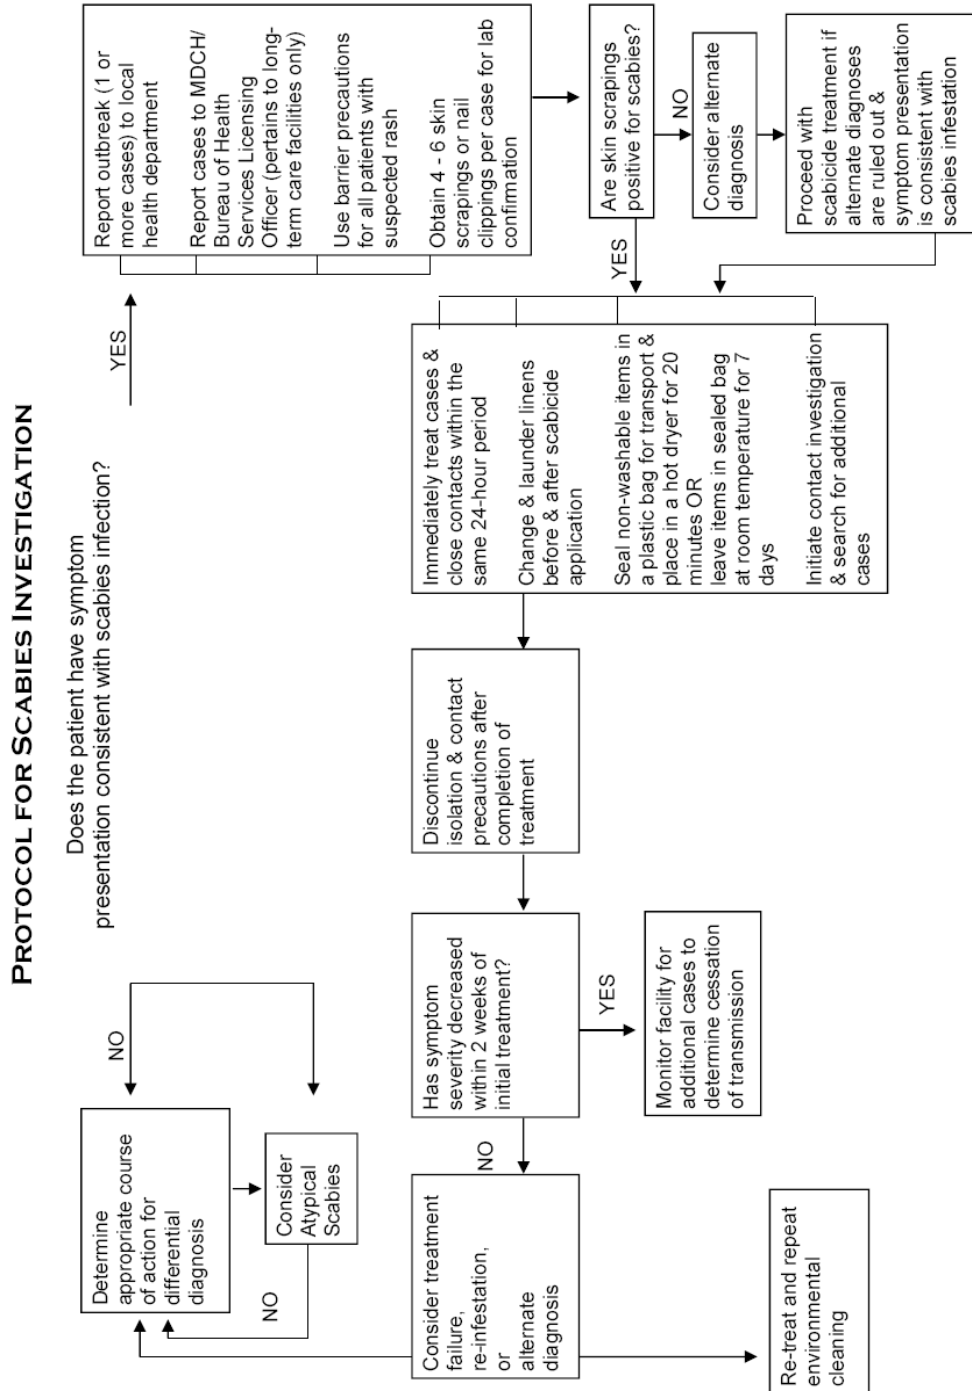 PROTOCOL FOR SCABIES INVESTIGATION
Does the patient have symptom
presentation consistent with scabies infection?
NO
YES
Determine
appropriate course
of action for
differential
diagnosis
Consider
Atypical
Scabies
NO
Report outbreak (1 or
more cases) to local
health department
Report cases to MDCH/
Bureau of Health
Services Licensing
Officer (pertains to long-
term care facilities only)
Use barrier precautions
for all patients with
suspected rash
Obtain 4 - 6 skin
scrapings or nail
clippings per case for lab
confirmation
Are skin scrapings
positive for scabies?
YES
NO
Consider alternate
diagnosis
Proceed with
scabicide treatment if
alternate diagnoses
are ruled out &
symptom presentation
is consistent with
scabies infestation
Immediately treat cases &
close contacts within the
same 24-hour period
Change & launder linens
before & after scabicide
application
Seal non-washable items in
a plastic bag for transport &
place in a hot dryer for 20
minutes OR
leave items in sealed bag
at room temperature for 7
days
Initiate contact investigation
& search for additional
cases
Discontinue
isolation & contact
precautions after
completion of
treatment
Has symptom
severity decreased
within 2 weeks of
initial treatment?
NO
YES
Monitor facility for
additional cases to
determine cessation
of transmission
Consider treatment
failure,
re-infestation,
or
alternate
diagnosis
Re-treat and repeat
environmental
cleaning